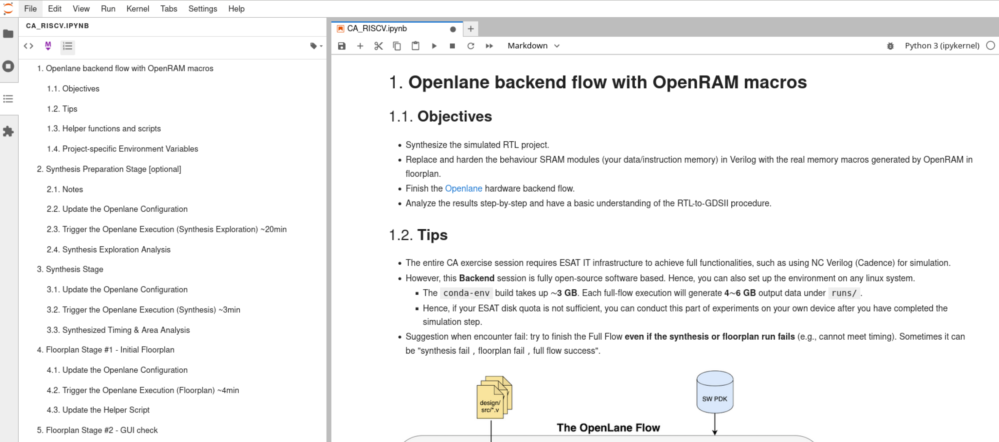 File Edit View Run Kernel Tabs Settings Help
CA_RISCV.IPYNB
1. Openlane backend flow with OpenRAM macros
1.1. Objectives
1.2. Tips
1.3. Helper functions and scripts
1.4. Project-specific Environment Variables
2. Synthesis Preparation Stage [optional]
2.1. Notes
2.2. Update the Openlane Configuration
2.3. Trigger the Openlane Execution (Synthesis Exploration) ~20min
2.4. Synthesis Exploration Analysis
3. Synthesis Stage
3.1. Update the Openlane Configuration
3.2. Trigger the Openlane Execution (Synthesis) ~3min
3.3. Synthesized Timing & Area Analysis
4. Floorplan Stage #1 - Initial Floorplan
4.1. Update the Openlane Configuration
4.2. Trigger the Openlane Execution (Floorplan) ~4min
4.3. Update the Helper Script
5. Floorplan Stage #2 - GUI check
CA_RISCV.ipynb
Markdown
Python 3 (ipykernel)
1. Openlane backend flow with OpenRAM macros
1.1. Objectives
• Synthesize the simulated RTL project.
• Replace and harden the behaviour SRAM modules (your data/instruction memory) in Verilog with the real memory macros generated by OpenRAM in
floorplan.
• Finish the Openlane hardware backend flow.
• Analyze the results step-by-step and have a basic understanding of the RTL-to-GDSII procedure.
1.2. Tips
• The entire CA exercise session requires ESAT IT infrastructure to achieve full functionalities, such as using NC Verilog (Cadence) for simulation.
• However, this Backend session is fully open-source software based. Hence, you can also set up the environment on any linux system.
▪ The conda-env build takes up ~3 GB. Each full-flow execution will generate 4~6 GB output data under runs/ .
▪ Hence, if your ESAT disk quota is not sufficient, you can conduct this part of experiments on your own device after you have completed the
simulation step.
• Suggestion when encounter fail: try to finish the Full Flow even if the synthesis or floorplan run fails (e.g., cannot meet timing). Sometimes it can
be "synthesis fail , floorplan fail , full flow success".
design/
src/*.v
SW PDK
The OpenLane Flow